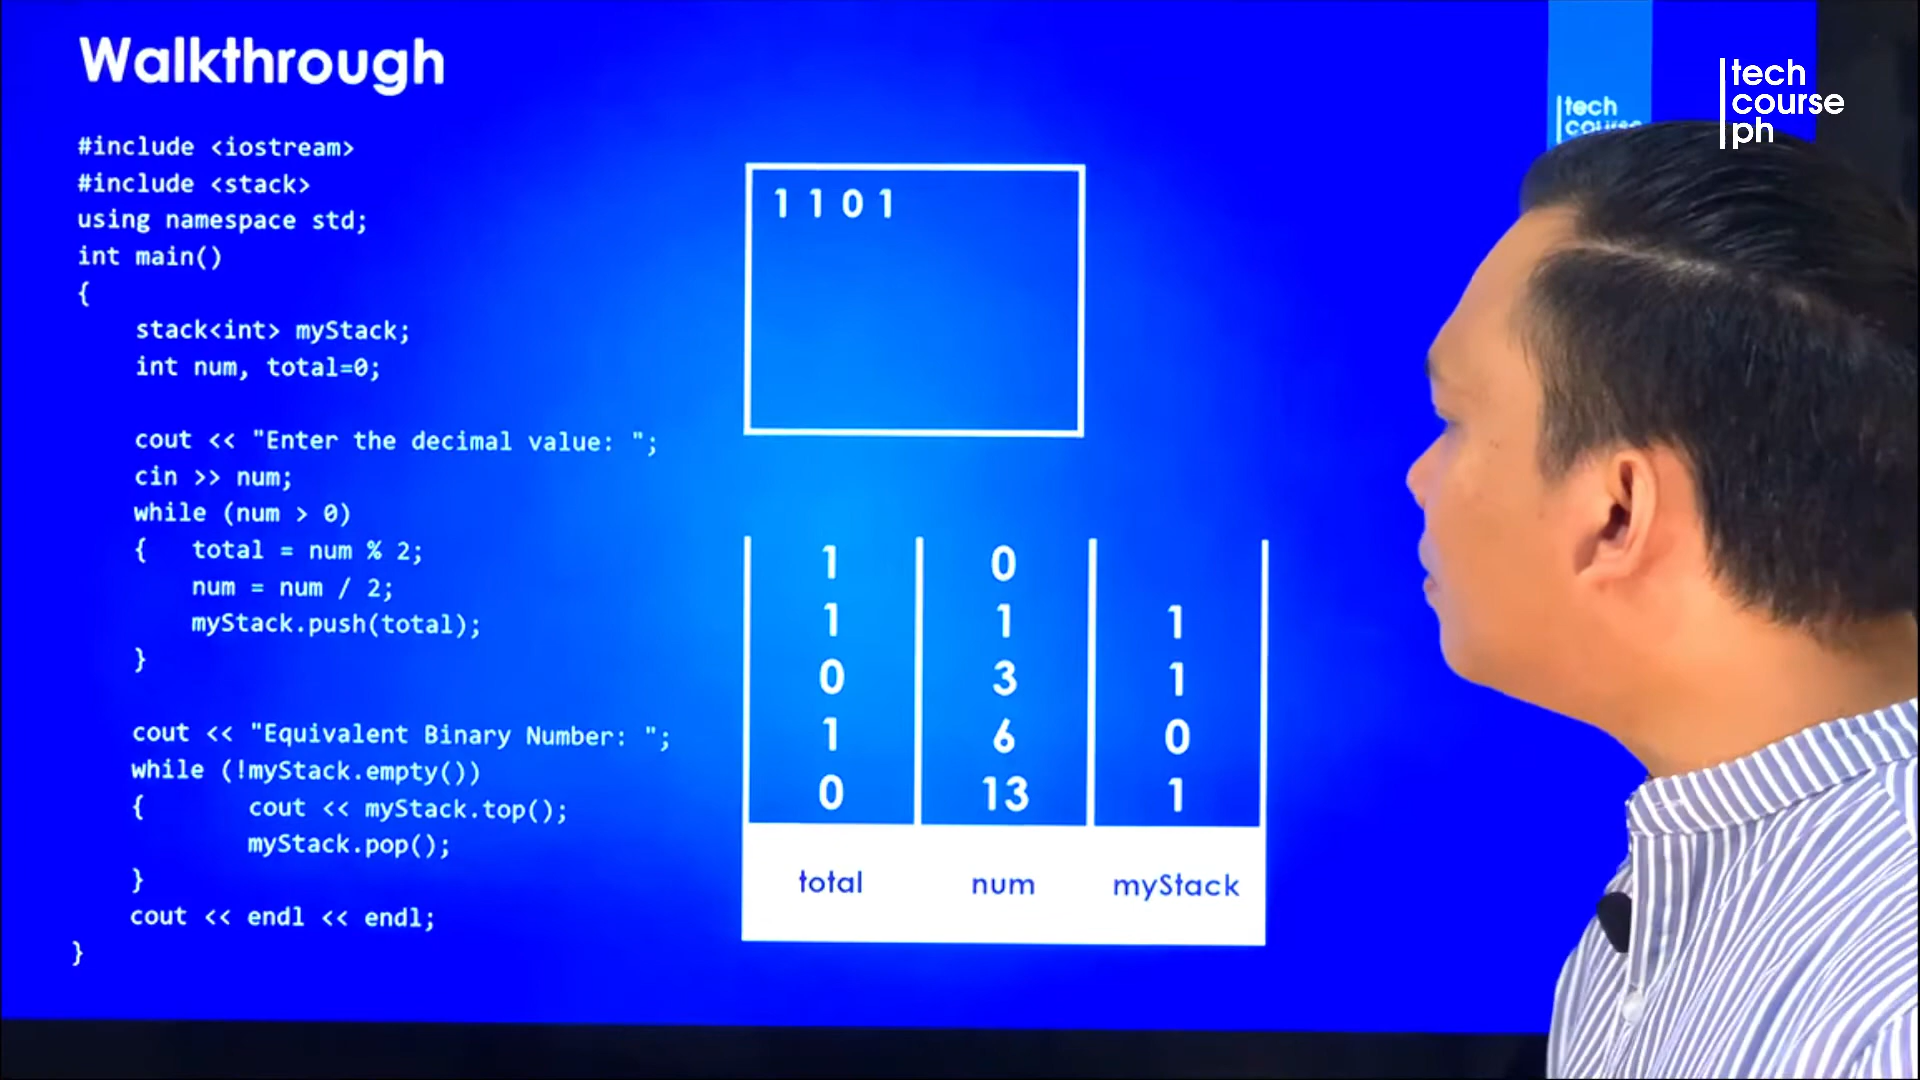 Walkthrough
#include <iostream>
#include <stack>
using namespace std;
int main()
{
stack<int> myStack;
int num, total=0;
cout << "Enter the decimal value: ";
cin >> num;
while (num > 0)
{ total = num % 2;
num = num / 2;
myStack.push(total);
}
cout << "Equivalent Binary Number: ";
while (!myStack.empty())
{ cout << myStack.top();
myStack.pop();
}
cout << endl << endl;
}
1 1 0 1
1 0
1 1 1
0 3 1
1 6 0
0 13 1
total num myStack
tech
course
tech
course
ph